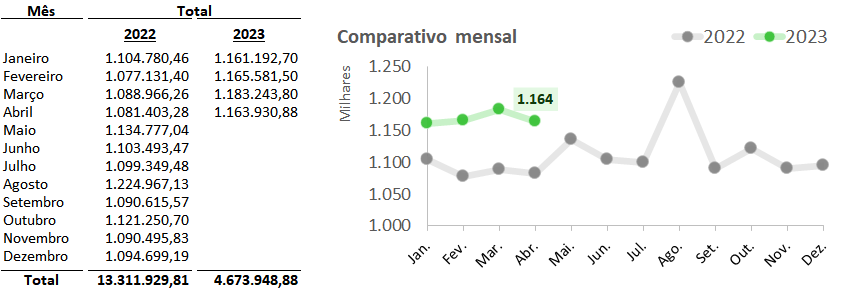 Mês Total
2022 2023
Janeiro 1.104.780,46 1.161.192,70
Fevereiro 1.077.131,40 1.165.581,50
Março 1.088.966,26 1.183.243,80
Abril 1.081.403,28 1.163.930,88
Maio 1.134.777,04
Junho 1.103.493,47
Julho 1.099.349,48
Agosto 1.224.967,13
Setembro 1.090.615,57
Outubro 1.121.250,70
Novembro 1.090.495,83
Dezembro 1.094.699,19
Total 13.311.929,81 4.673.948,88
Comparativo mensal
2022 2023
Milhares
1.250
1.200
1.150
1.100
1.050
1.000
1.164
Jan. Fev. Mar. Abr. Mai. Jun. Jul. Ago. Set. Out. Nov. Dez.